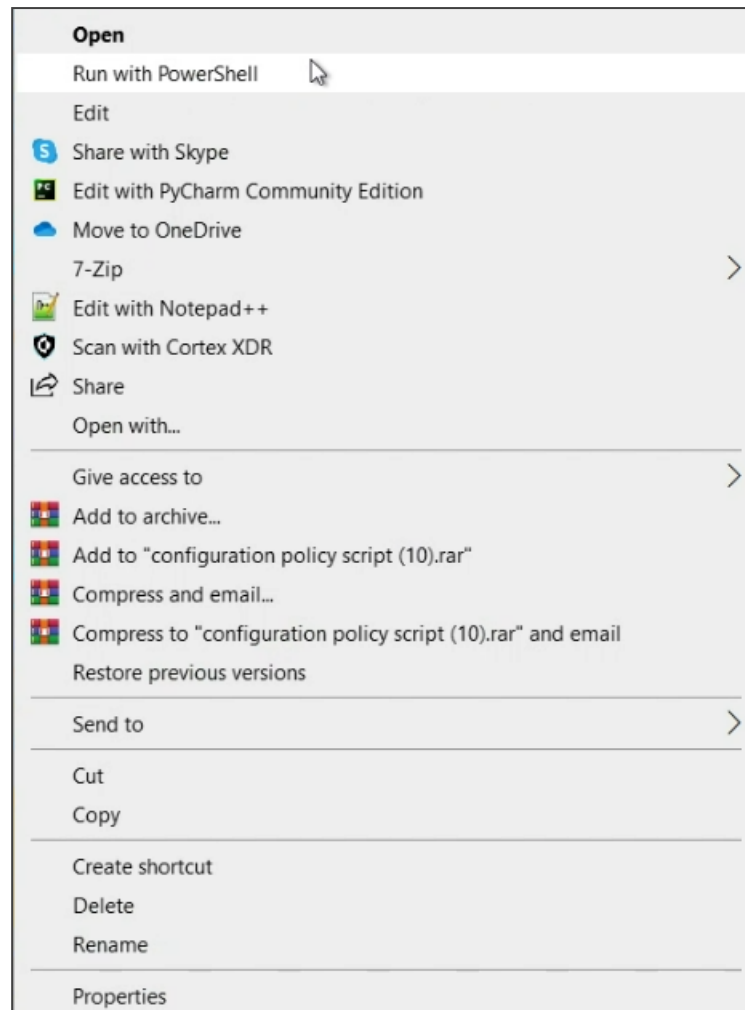 Open
Run with PowerShell
Edit
Share with Skype
Edit with PyCharm Community Edition
Move to OneDrive
7-Zip
Edit with Notepad++
Scan with Cortex XDR
Share
Open with...
Give access to
Add to archive...
Add to "configuration policy script (10).rar"
Compress and email...
Compress to "configuration policy script (10).rar" and email
Restore previous versions
Send to
Cut
Copy
Create shortcut
Delete
Rename
Properties